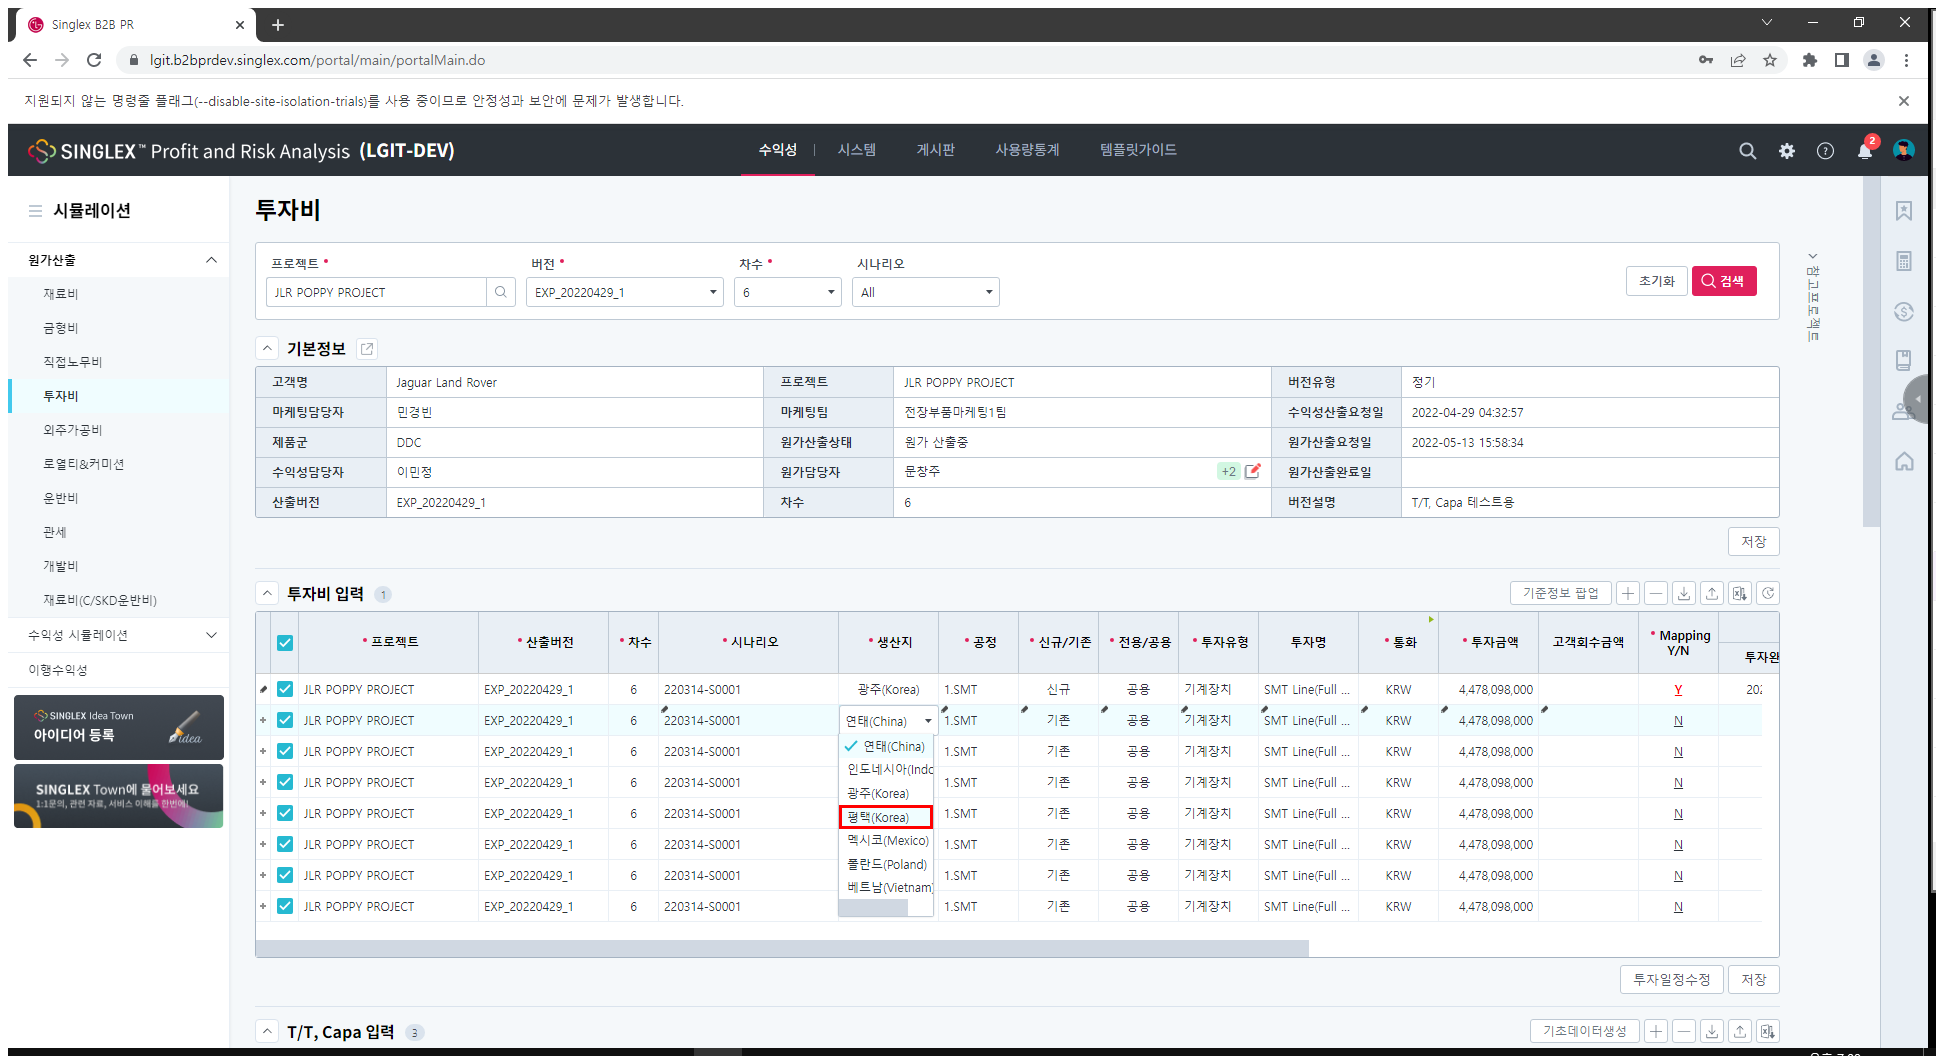 Singlex B2B PR
lgit.b2bprdev.singlex.com/portal/main/portalMain.do
지원되지 않는 명령줄 플래그(--disable-site-isolation-trials)를 사용 중이므로 안정성과 보안에 문제가 발생합니다.
SINGLEX™ Profit and Risk Analysis (LGIT-DEV)
수익성 시스템 게시판 사용량통계 템플릿가이드
2
시뮬레이션
원가산출
재료비
금형비
직접노무비
투자비
외주가공비
로열티&커미션
운반비
관세
개발비
재료비(C/SKD운반비)
수익성 시뮬레이션
이행수익성
SINGLEX Idea Town
아이디어 등록
idea
SINGLEX Town에 물어보세요
1:1문의, 관련 자료, 서비스 이해를 한번에!
투자비
프로젝트 * 버전 * 차수 * 시나리오
JLR POPPY PROJECT EXP_20220429_1 6 All
초기화 검색
참고프로젝트
기본정보
고객명 Jaguar Land Rover 프로젝트 JLR POPPY PROJECT 버전유형 정기
마케팅담당자 민경빈 마케팅팀 전장부품마케팅1팀 수익성산출요청일 2022-04-29 04:32:57
제품군 DDC 원가산출상태 원가 산출중 원가산출요청일 2022-05-13 15:58:34
수익성담당자 이민정 원가담당자 문창주 +2 원가산출완료일
산출버전 EXP_20220429_1 차수 6 버전설명 T/T, Capa 테스트용
저장
투자비 입력 1
기준정보 팝업
* 프로젝트 * 산출버전 * 차수 * 시나리오 * 생산지 * 공정 * 신규/기존 * 전용/공용 * 투자유형 투자명 * 통화 * 투자금액 고객회수금액 * Mapping Y/N 투자완
JLR POPPY PROJECT EXP_20220429_1 6 220314-S0001 광주(Korea) 1.SMT 신규 공용 기계장치 SMT Line(Full ... KRW 4,478,098,000 Y 202
JLR POPPY PROJECT EXP_20220429_1 6 220314-S0001 연태(China) 1.SMT 기존 공용 기계장치 SMT Line(Full ... KRW 4,478,098,000 N
JLR POPPY PROJECT EXP_20220429_1 6 220314-S0001 1.SMT 기존 공용 기계장치 SMT Line(Full ... KRW 4,478,098,000 N
JLR POPPY PROJECT EXP_20220429_1 6 220314-S0001 1.SMT 기존 공용 기계장치 SMT Line(Full ... KRW 4,478,098,000 N
JLR POPPY PROJECT EXP_20220429_1 6 220314-S0001 1.SMT 기존 공용 기계장치 SMT Line(Full ... KRW 4,478,098,000 N
JLR POPPY PROJECT EXP_20220429_1 6 220314-S0001 1.SMT 기존 공용 기계장치 SMT Line(Full ... KRW 4,478,098,000 N
JLR POPPY PROJECT EXP_20220429_1 6 220314-S0001 1.SMT 기존 공용 기계장치 SMT Line(Full ... KRW 4,478,098,000 N
JLR POPPY PROJECT EXP_20220429_1 6 220314-S0001 1.SMT 기존 공용 기계장치 SMT Line(Full ... KRW 4,478,098,000 N
연태(China)
인도네시아(Indo
광주(Korea)
평택(Korea)
멕시코(Mexico)
폴란드(Poland)
베트남(Vietnam)
투자일정수정 저장
T/T, Capa 입력 3
기초데이터생성